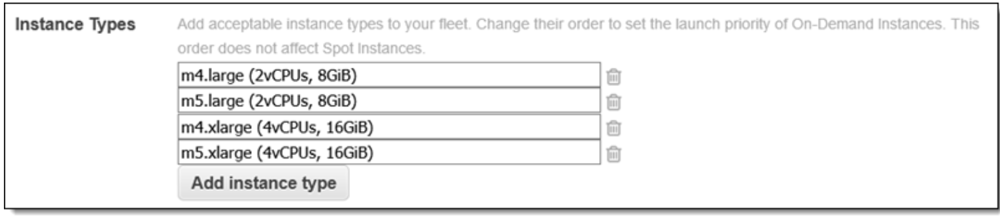 Instance Types
Add acceptable instance types to your fleet. Change their order to set the launch priority of On-Demand Instances. This
order does not affect Spot Instances.
m4.large (2vCPUs, 8GiB)
m5.large (2vCPUs, 8GiB)
m4.xlarge (4vCPUs, 16GiB)
m5.xlarge (4vCPUs, 16GiB)
Add instance type